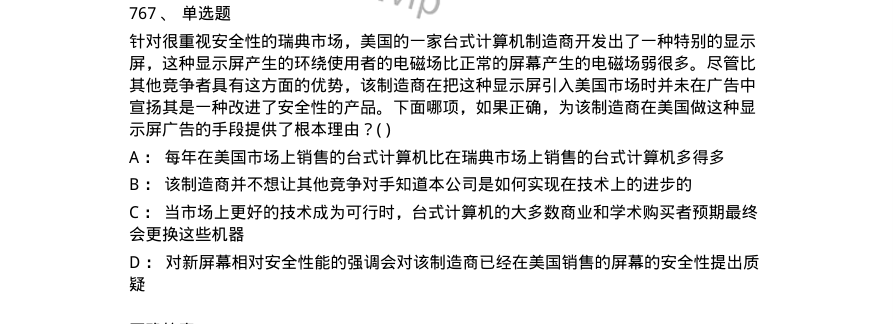 767 、 单选题
针对很重视安全性的瑞典市场，美国的一家台式计算机制造商开发出了一种特别的显示
屏，这种显示屏产生的环绕使用者的电磁场比正常的屏幕产生的电磁场弱很多。尽管比
其他竞争者具有这方面的优势，该制造商在把这种显示屏引入美国市场时并未在广告中
宣扬其是一种改进了安全性的产品。下面哪项，如果正确，为该制造商在美国做这种显
示屏广告的手段提供了根本理由？( )
A ： 每年在美国市场上销售的台式计算机比在瑞典市场上销售的台式计算机多得多
B ： 该制造商并不想让其他竞争对手知道本公司是如何实现在技术上的进步的
C ： 当市场上更好的技术成为可行时，台式计算机的大多数商业和学术购买者预期最终
会更换这些机器
D ： 对新屏幕相对安全性能的强调会对该制造商已经在美国销售的屏幕的安全性提出质
疑